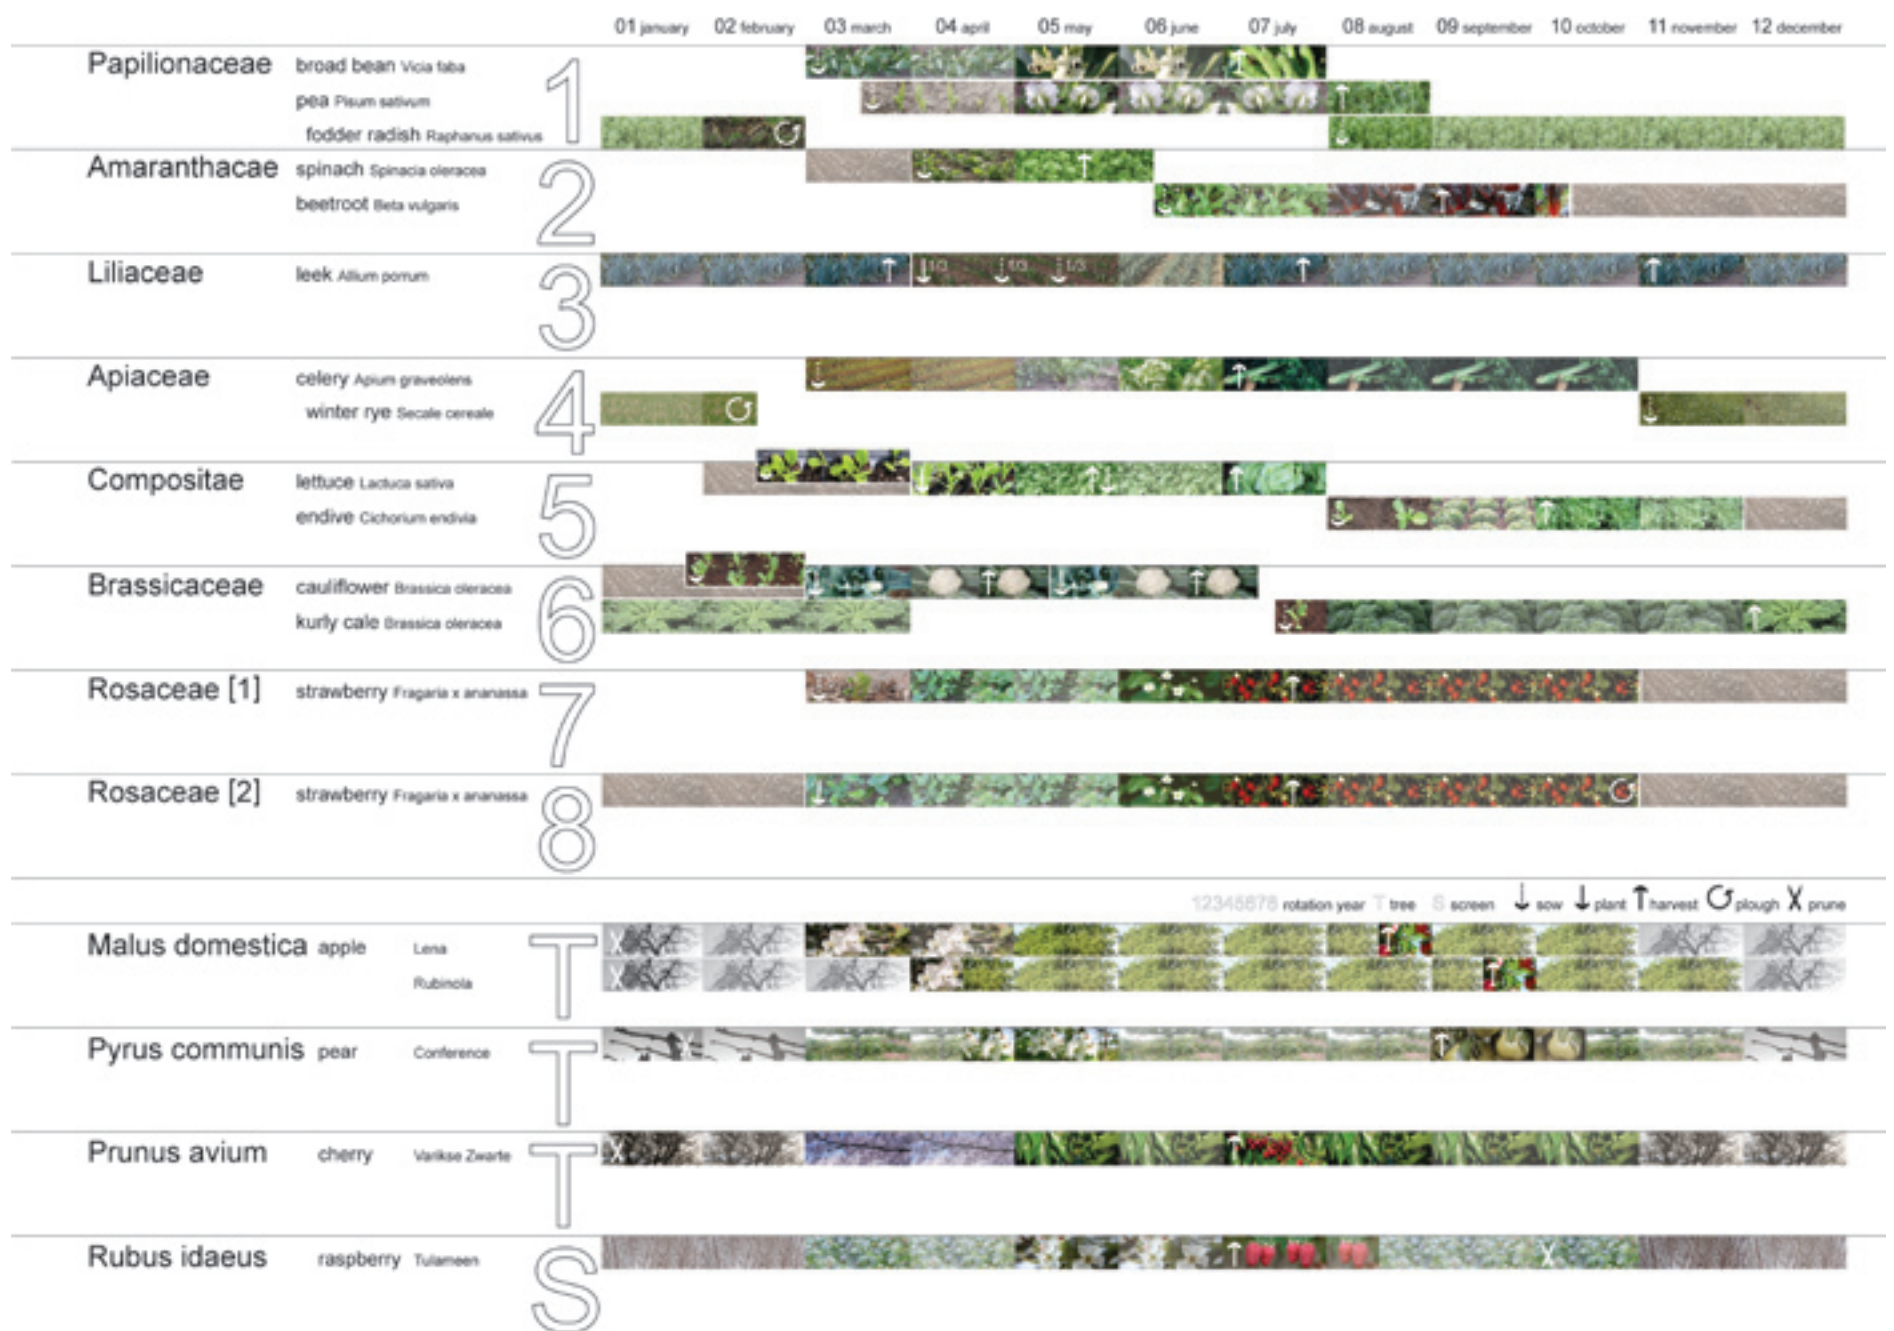 01 january 02 february 03 march 04 april 05 may 06 june 07 july 08 august 09 september 10 october 11 november 12 december
Papilionaceae broad bean Vicia faba 1
pea Pisum sativum
fodder radish Raphanus sativus
Amaranthacae spinach Spinacia oleracea 2
beetroot Beta vulgaris
Liliaceae leek Allium porrum 3 1/3 1/3 1/3
Apiaceae celery Apium graveolens 4
winter rye Secale cereale
Compositae lettuce Lactuca sativa 5
endive Cichorium endivia
Brassicaceae cauliflower Brassica oleracea 6
kurly cale Brassica oleracea
Rosaceae [1] strawberry Fragaria x ananassa 7
Rosaceae [2] strawberry Fragaria x ananassa 8
12345678 rotation year T tree S screen sow plant harvest plough prune
Malus domestica apple Lena T
Rubinola
Pyrus communis pear Conference T
Prunus avium cherry Varikse Zwarte T
Rubus idaeus raspberry Tulameen S